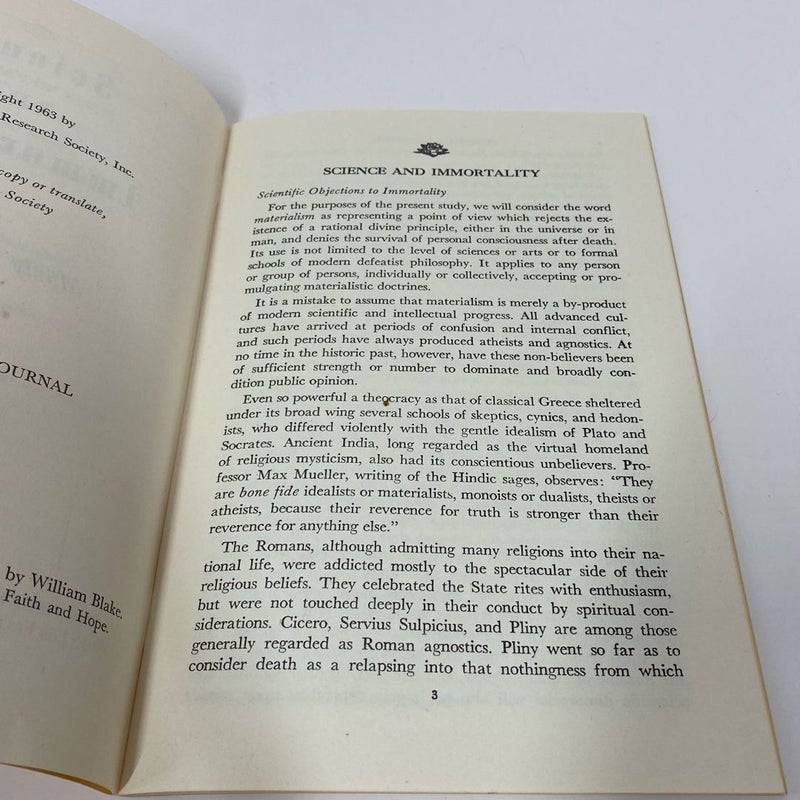 ight 1963 by
Research Society, Inc.
copy or translate,
Society
OURNAL
by William Blake.
Faith and Hope.
SCIENCE AND IMMORTALITY
Scientific Objections to Immortality
For the purposes of the present study, we will consider the word
materialism as representing a point of view which rejects the ex-
istence of a rational divine principle, either in the universe or in
man, and denies the survival of personal consciousness after death.
Its use is not limited to the level of sciences or arts or to formal
schools of modern defeatist philosophy. It applies to any person
or group of persons, individually or collectively, accepting or pro-
mulgating materialistic doctrines.
It is a mistake to assume that materialism is merely a by-product
of modern scientific and intellectual progress. All advanced cul-
tures have arrived at periods of confusion and internal conflict,
and such periods have always produced atheists and agnostics. At
no time in the historic past, however, have these non-believers been
of sufficient strength or number to dominate and broadly con-
dition public opinion.
Even so powerful a theocracy as that of classical Greece sheltered
under its broad wing several schools of skeptics, cynics, and hedon-
ists, who differed violently with the gentle idealism of Plato and
Socrates. Ancient India, long regarded as the virtual homeland
of religious mysticism, also had its conscientious unbelievers. Pro-
fessor Max Mueller, writing of the Hindic sages, observes: "They
are bone fide idealists or materialists, monoists or dualists, theists or
atheists, because their reverence for truth is stronger than their
reverence for anything else."
The Romans, although admitting many religions into their na-
tional life, were addicted mostly to the spectacular side of their
religious beliefs. They celebrated the State rites with enthusiasm,
but were not touched deeply in their conduct by spiritual con-
siderations. Cicero, Servius Sulpicius, and Pliny are among those
generally regarded as Roman agnostics. Pliny went so far as to
consider death as a relapsing into that nothingness from which
3